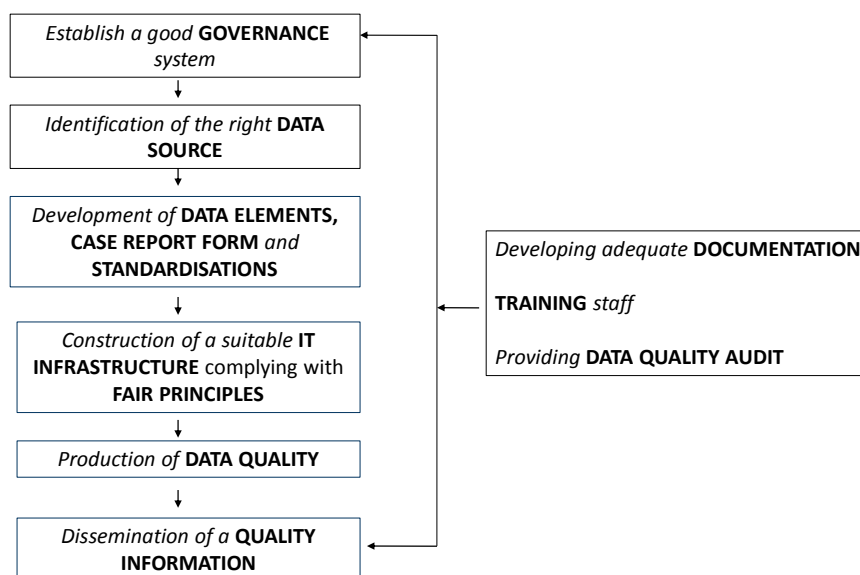 Establish a good GOVERNANCE
system
Identification of the right DATA
SOURCE
Development of DATA ELEMENTS,
CASE REPORT FORM and
STANDARDISATIONS
Construction of a suitable IT
INFRASTRUCTURE complying with
FAIR PRINCIPLES
Production of DATA QUALITY
Dissemination of a QUALITY
INFORMATION
Developing adequate DOCUMENTATION
TRAINING staff
Providing DATA QUALITY AUDIT